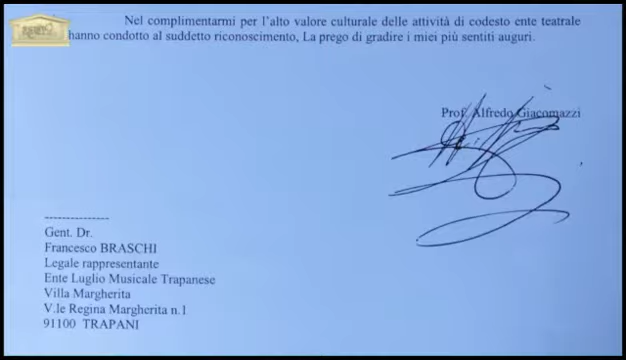 Nel complimentarmi per l'alto valore culturale delle attività di codesto ente teatrale
hanno condotto al suddetto riconoscimento, La prego di gradire i miei più sentiti auguri.
Prof. Alfredo Giacomazzi
---------------
Gent. Dr.
Francesco BRASCHI
Legale rappresentante
Ente Luglio Musicale Trapanese
Villa Margherita
V.le Regina Margherita n.1
91100 TRAPANI